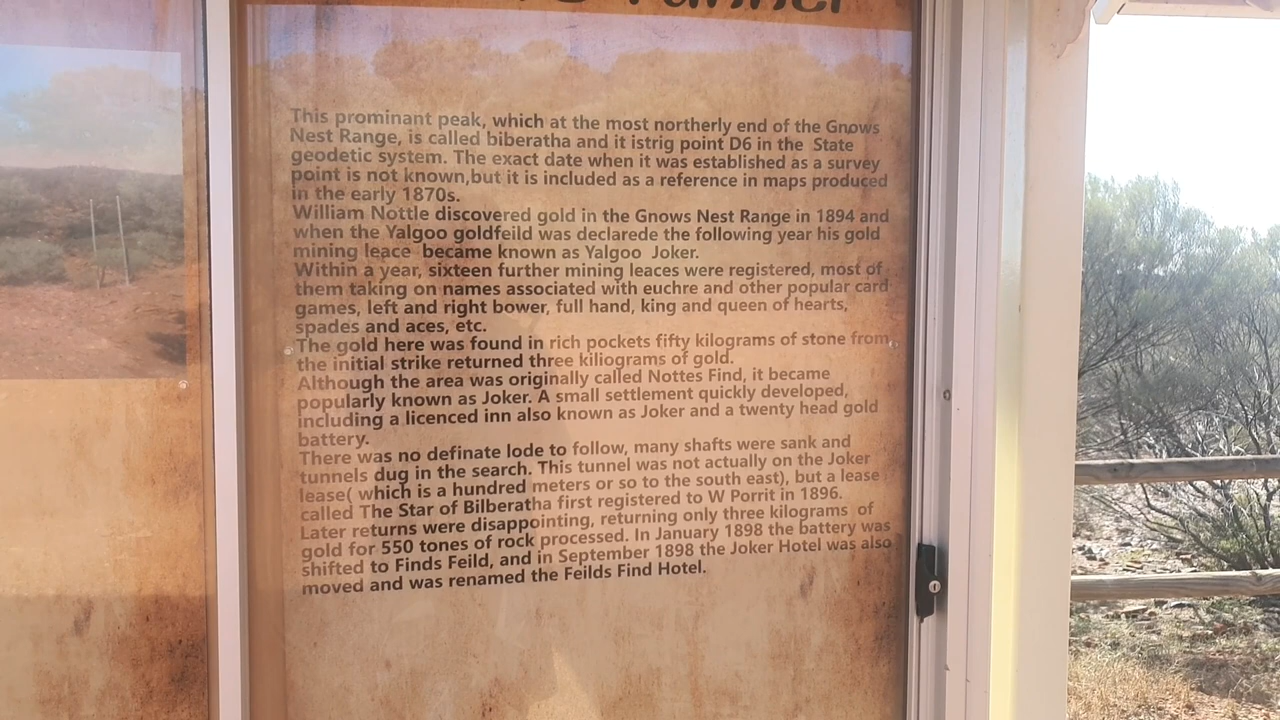 Tunnel
This prominant peak, which at the most northerly end of the Gnows
Nest Range, is called biberatha and it istrig point D6 in the State
geodetic system. The exact date when it was established as a survey
point is not known,but it is included as a reference in maps produced
in the early 1870s.
William Nottle discovered gold in the Gnows Nest Range in 1894 and
when the Yalgoo goldfeild was declarede the following year his gold
mining leace became known as Yalgoo Joker.
Within a year, sixteen further mining leaces were registered, most of
them taking on names associated with euchre and other popular card
games, left and right bower, full hand, king and queen of hearts,
spades and aces, etc.
The gold here was found in rich pockets fifty kilograms of stone from
the initial strike returned three kiliograms of gold.
Although the area was originally called Nottes Find, it became
popularly known as Joker. A small settlement quickly developed,
including a licenced inn also known as Joker and a twenty head gold
battery.
There was no definate lode to follow, many shafts were sank and
tunnels dug in the search. This tunnel was not actually on the Joker
lease( which is a hundred meters or so to the south east), but a lease
called The Star of Bilberatha first registered to W Porrit in 1896.
Later returns were disappointing, returning only three kilograms of
gold for 550 tones of rock processed. In January 1898 the battery was
shifted to Finds Feild, and in September 1898 the Joker Hotel was also
moved and was renamed the Feilds Find Hotel.